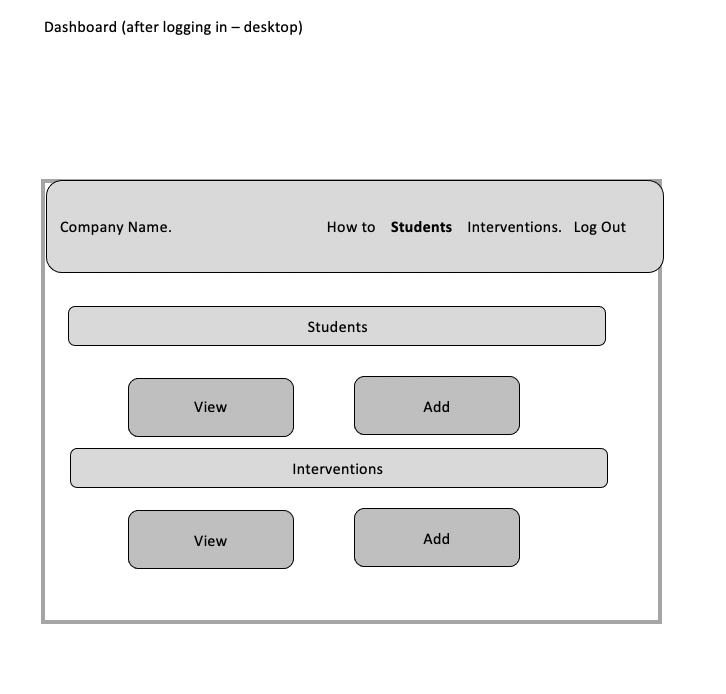 Dashboard (after logging in – desktop)
Company Name. How to Students Interventions. Log Out
Students
View Add
Interventions
View Add